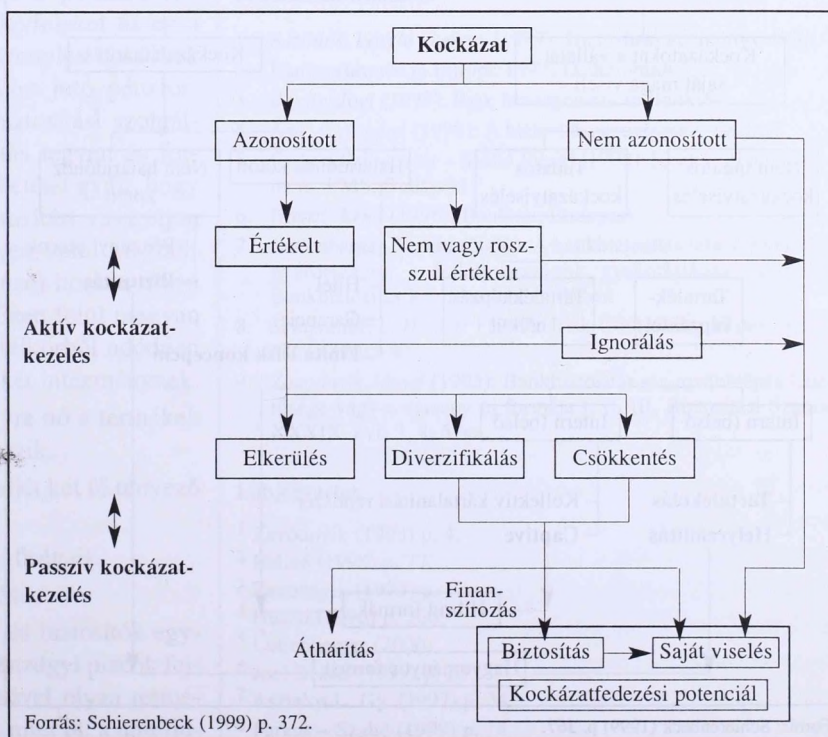 Kockázat
Azonosított
Nem azonosított
Értékelt
Nem vagy rosz-
szul értékelt
Aktív kockázat-
kezelés
Ignorálás
Elkerülés
Diverzifikálás
Csökkentés
Passzív kockázat-
kezelés
Finan-
szírozás
Áthárítás
Biztosítás
Saját viselés
Kockázatfedezési potenciál
Forrás: Schierenbeck (1999) p. 372.